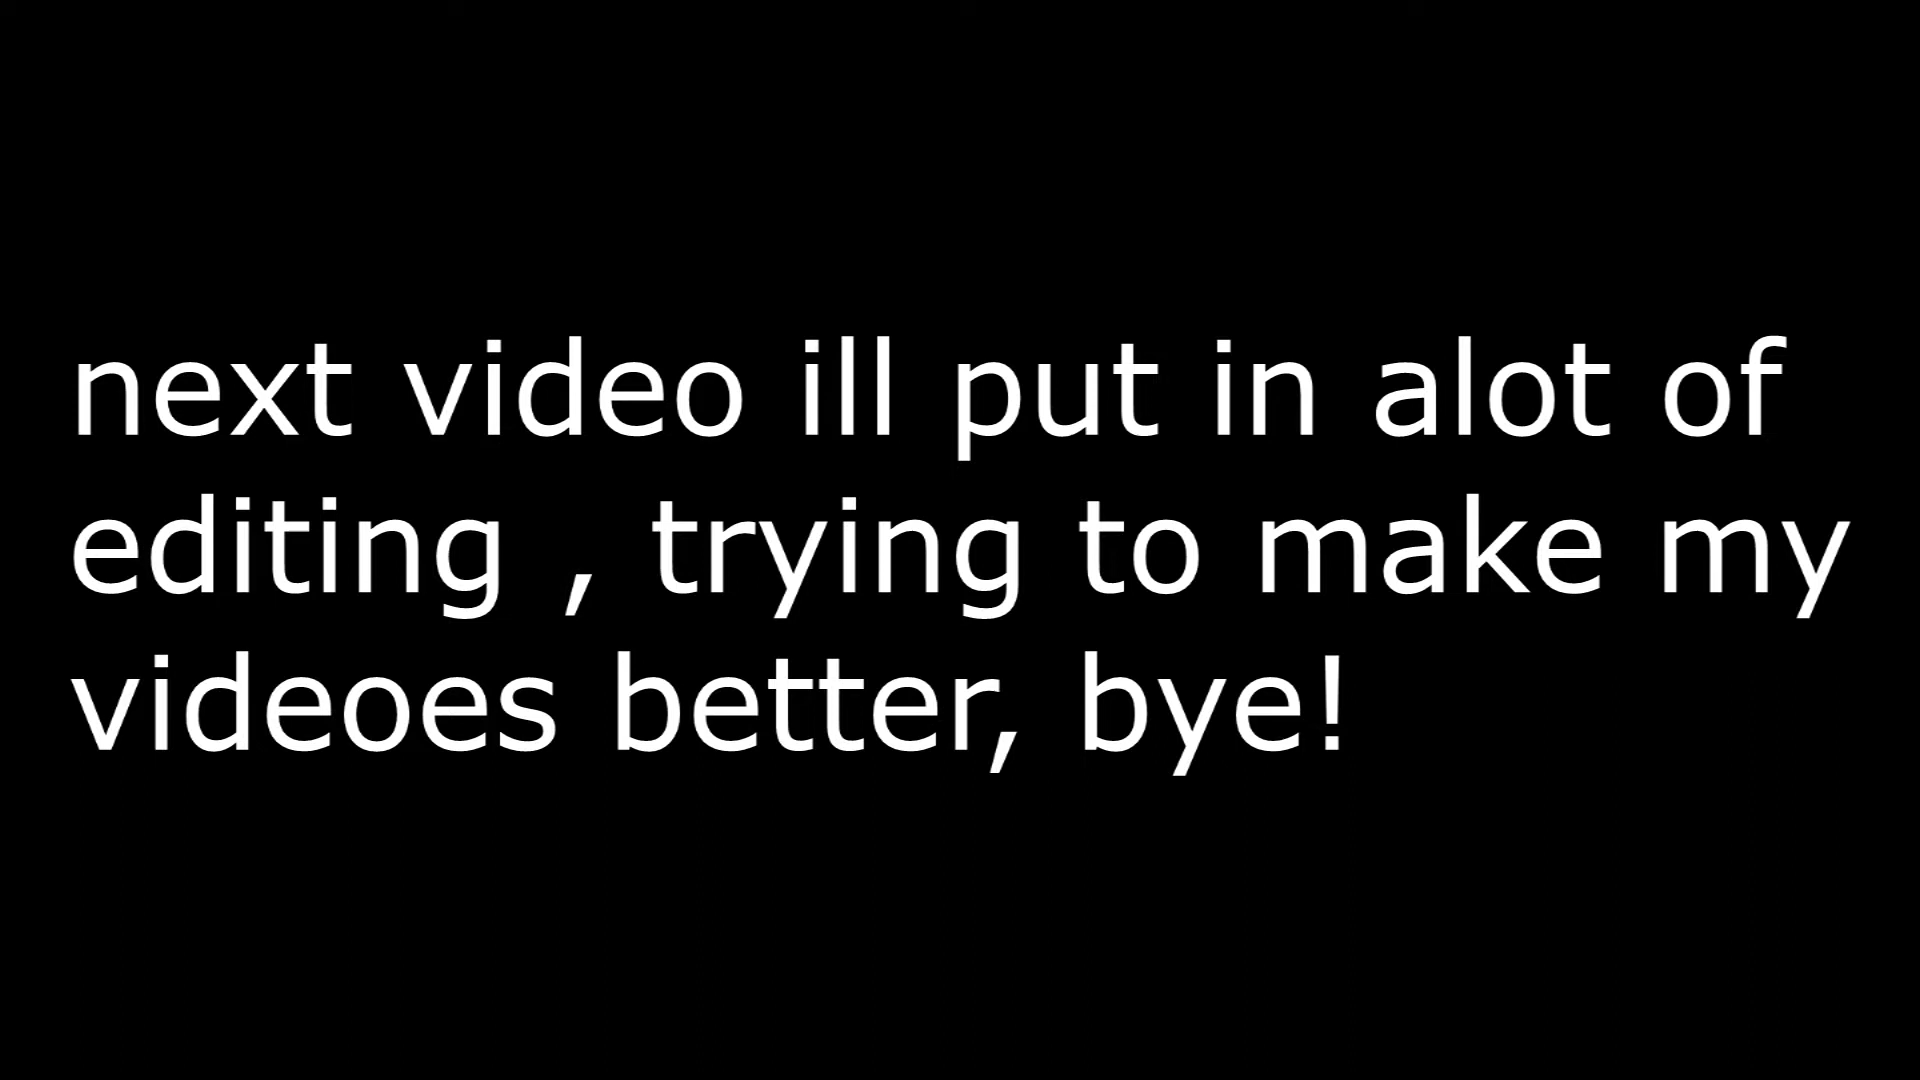 next video ill put in alot of
editing , trying to make my
videoes better, bye!